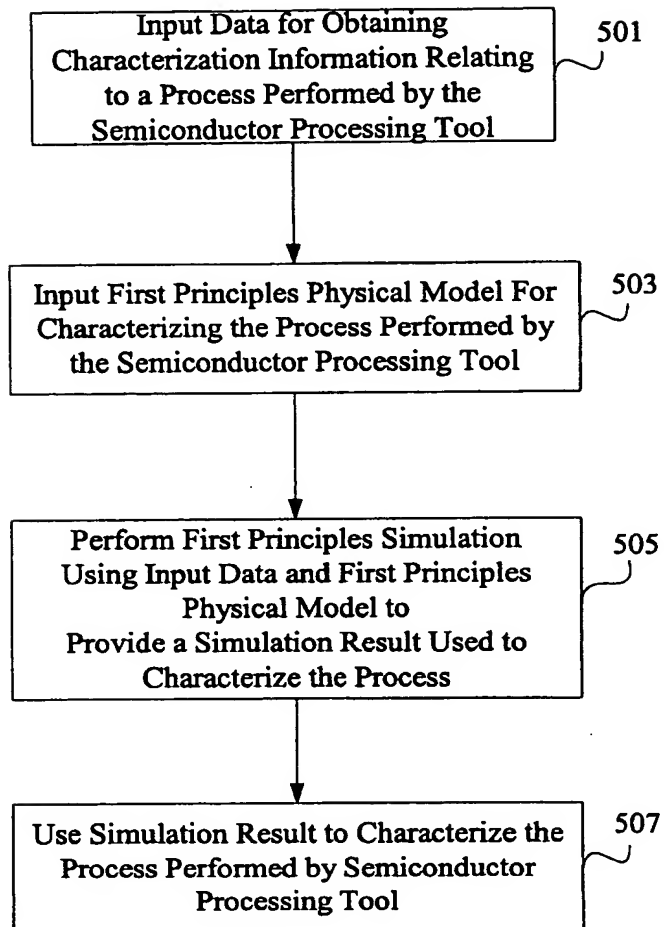 Input Data for Obtaining
Characterization Information Relating
to a Process Performed by the
Semiconductor Processing Tool
501
Input First Principles Physical Model For
Characterizing the Process Performed by
the Semiconductor Processing Tool
503
Perform First Principles Simulation
Using Input Data and First Principles
Physical Model to
Provide a Simulation Result Used to
Characterize the Process
505
Use Simulation Result to Characterize the
Process Performed by Semiconductor
Processing Tool
507